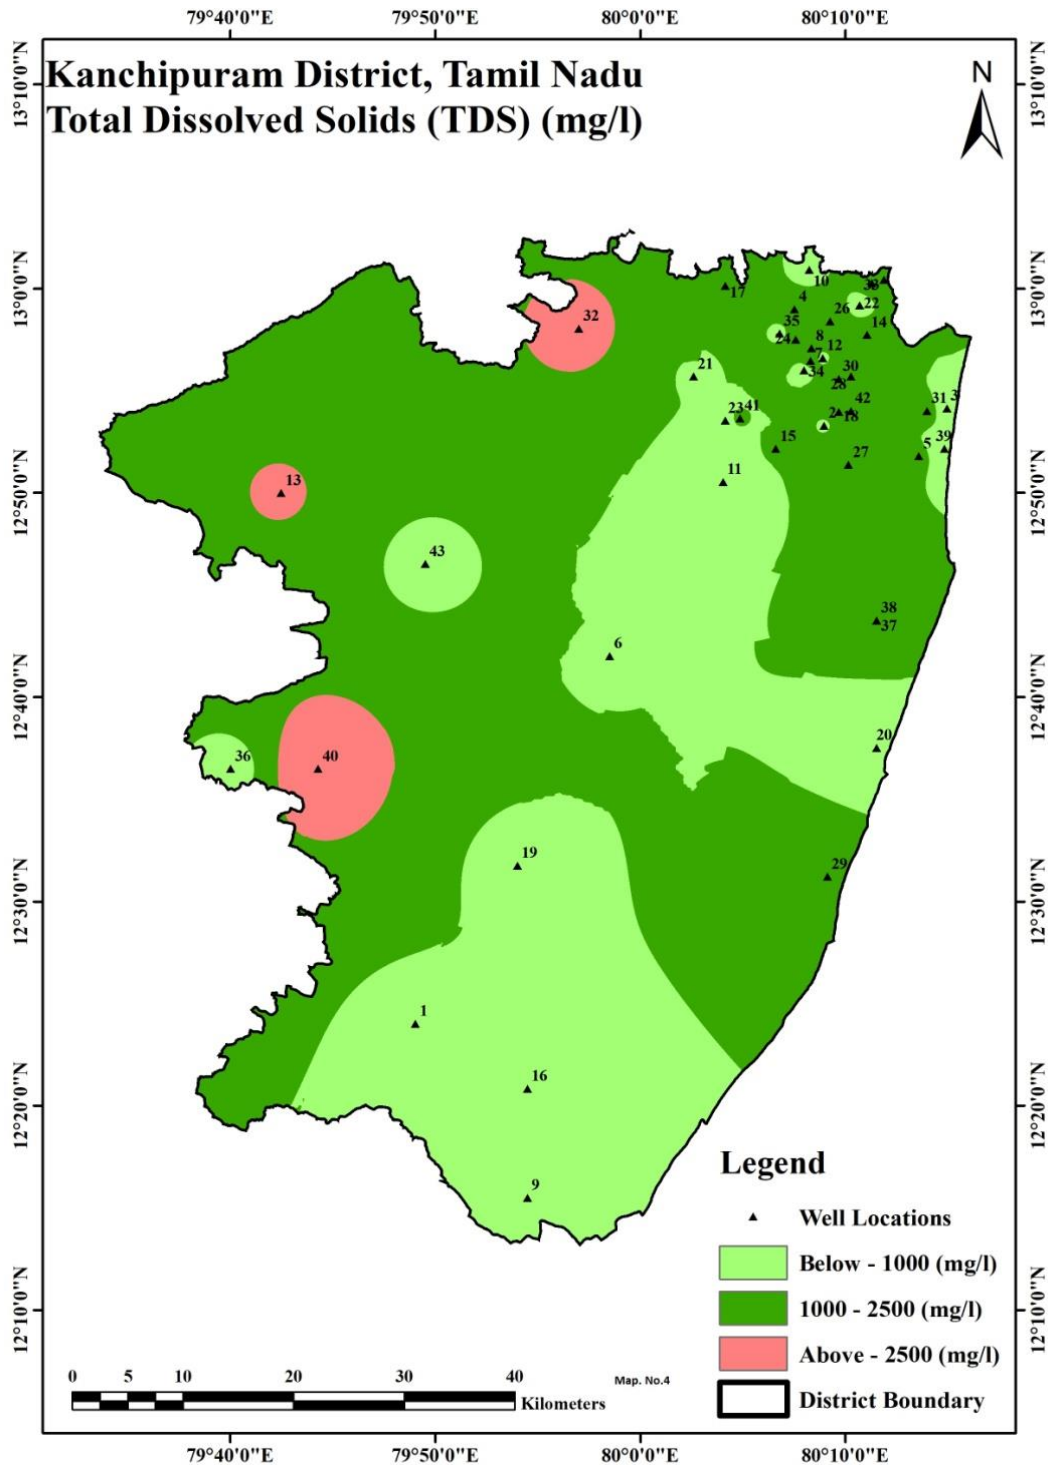 79°40'0"E 79°50'0"E 80°0'0"E 80°10'0"E
Kanchipuram District, Tamil Nadu
Total Dissolved Solids (TDS) (mg/l)
N
13°10'0"N 13°10'0"N
13°0'0"N 13°0'0"N
12°50'0"N 12°50'0"N
12°40'0"N 12°40'0"N
12°30'0"N 12°30'0"N
12°20'0"N 12°20'0"N
12°10'0"N 12°10'0"N
10
17
4
22
32
26
35
14
24
8
12
7
21
34
30
28
31
3
23
41
2
18
42
15
39
5
27
11
13
43
38
37
6
20
36
40
19
29
1
16
9
Legend
Well Locations
Below - 1000 (mg/l)
1000 - 2500 (mg/l)
Above - 2500 (mg/l)
District Boundary
0 5 10 20 30 40
Kilometers
Map. No.4
79°40'0"E 79°50'0"E 80°0'0"E 80°10'0"E